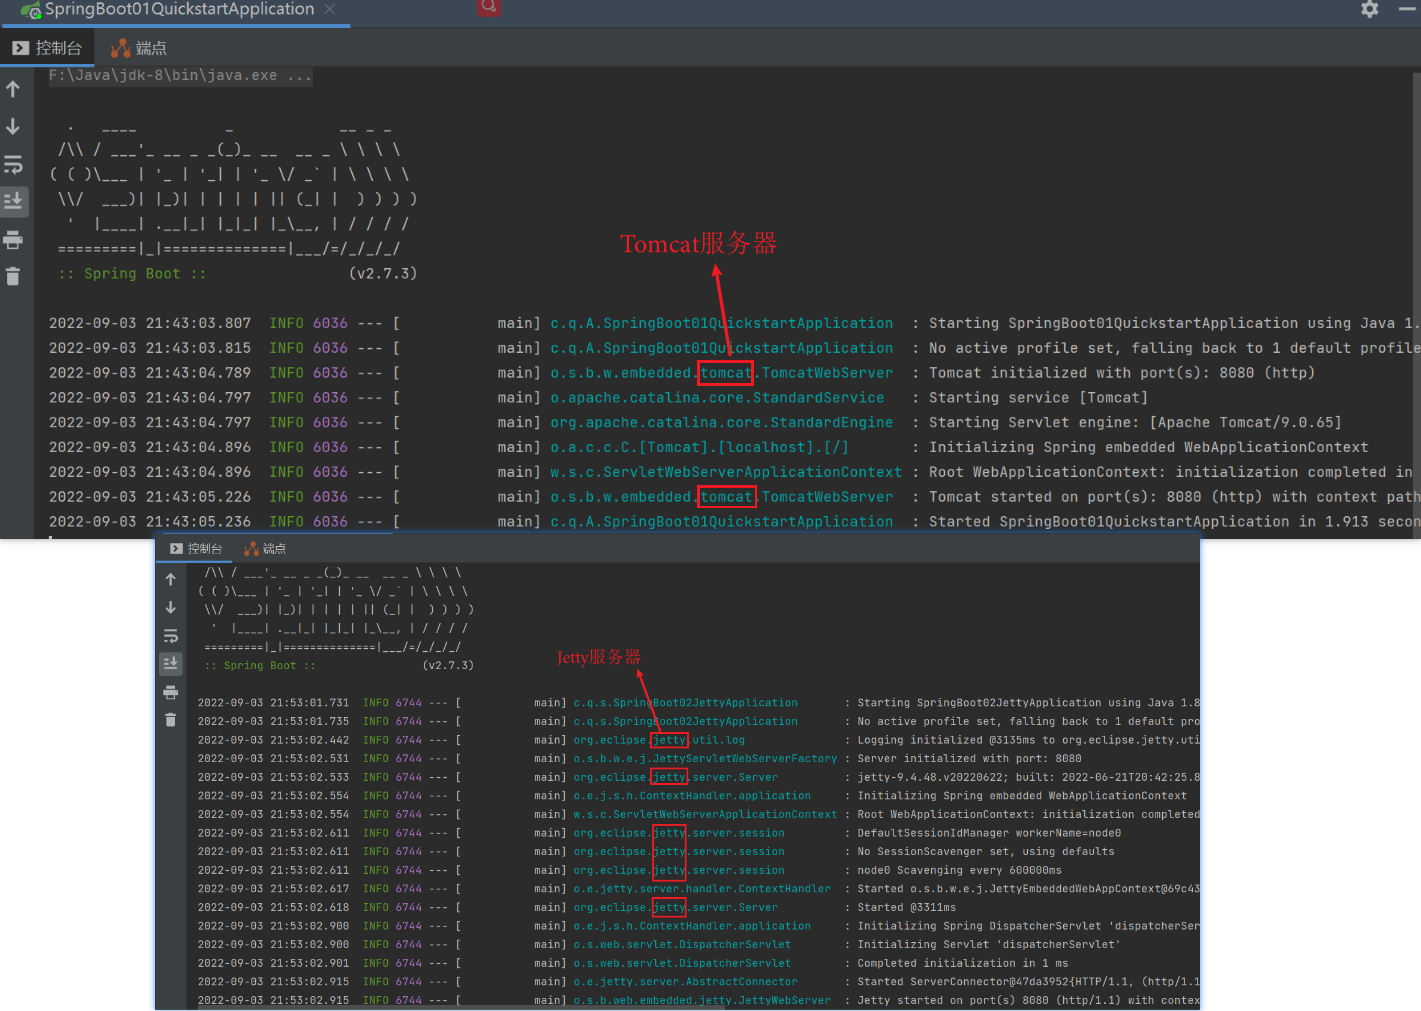 SpringBoot01QuickstartApplication
控制台 端点
F:\Java\jdk-8\bin\java.exe ...
  .   ____          _            __ _ _
 /\\ / ___'_ __ _ _(_)_ __  __ _ \ \ \ \
( ( )\___ | '_ | '_| | '_ \/ _` | \ \ \ \
 \\/  ___)| |_)| | | | | || (_| |  ) ) ) )
  '  |____| .__|_| |_|_| |_\__, | / / / /
 =========|_|==============|___/=/_/_/_/
:: Spring Boot :: (v2.7.3)
Tomcat服务器
2022-09-03 21:43:03.807 INFO 6036 --- [ main] c.q.A.SpringBoot01QuickstartApplication : Starting SpringBoot01QuickstartApplication using Java 1.
2022-09-03 21:43:03.815 INFO 6036 --- [ main] c.q.A.SpringBoot01QuickstartApplication : No active profile set, falling back to 1 default profile
2022-09-03 21:43:04.789 INFO 6036 --- [ main] o.s.b.w.embedded.tomcat.TomcatWebServer : Tomcat initialized with port(s): 8080 (http)
2022-09-03 21:43:04.797 INFO 6036 --- [ main] o.apache.catalina.core.StandardService : Starting service [Tomcat]
2022-09-03 21:43:04.797 INFO 6036 --- [ main] org.apache.catalina.core.StandardEngine : Starting Servlet engine: [Apache Tomcat/9.0.65]
2022-09-03 21:43:04.896 INFO 6036 --- [ main] o.a.c.c.C.[Tomcat].[localhost].[/] : Initializing Spring embedded WebApplicationContext
2022-09-03 21:43:04.896 INFO 6036 --- [ main] w.s.c.ServletWebServerApplicationContext : Root WebApplicationContext: initialization completed in
2022-09-03 21:43:05.226 INFO 6036 --- [ main] o.s.b.w.embedded.tomcat.TomcatWebServer : Tomcat started on port(s): 8080 (http) with context path
2022-09-03 21:43:05.236 INFO 6036 --- [ main] c.q.A.SpringBoot01QuickstartApplication : Started SpringBoot01QuickstartApplication in 1.913 secon
控制台 端点
 /\\ / ___'_ __ _ _(_)_ __  __ _ \ \ \ \
( ( )\___ | '_ | '_| | '_ \/ _` | \ \ \ \
 \\/  ___)| |_)| | | | | || (_| |  ) ) ) )
  '  |____| .__|_| |_|_| |_\__, | / / / /
 =========|_|==============|___/=/_/_/_/
:: Spring Boot :: (v2.7.3)
Jetty服务器
2022-09-03 21:53:01.731 INFO 6744 --- [ main] c.q.s.SpringBoot02JettyApplication : Starting SpringBoot02JettyApplication using Java 1.8
2022-09-03 21:53:01.735 INFO 6744 --- [ main] c.q.s.SpringBoot02JettyApplication : No active profile set, falling back to 1 default pro
2022-09-03 21:53:02.442 INFO 6744 --- [ main] org.eclipse.jetty.util.log : Logging initialized @3135ms to org.eclipse.jetty.uti
2022-09-03 21:53:02.531 INFO 6744 --- [ main] o.s.b.w.e.j.JettyServletWebServerFactory : Server initialized with port: 8080
2022-09-03 21:53:02.533 INFO 6744 --- [ main] org.eclipse.jetty.server.Server : jetty-9.4.48.v20220622; built: 2022-06-21T20:42:25.8
2022-09-03 21:53:02.554 INFO 6744 --- [ main] o.e.j.s.h.ContextHandler.application : Initializing Spring embedded WebApplicationContext
2022-09-03 21:53:02.554 INFO 6744 --- [ main] w.s.c.ServletWebServerApplicationContext : Root WebApplicationContext: initialization completed
2022-09-03 21:53:02.611 INFO 6744 --- [ main] org.eclipse.jetty.server.session : DefaultSessionIdManager workerName=node0
2022-09-03 21:53:02.611 INFO 6744 --- [ main] org.eclipse.jetty.server.session : No SessionScavenger set, using defaults
2022-09-03 21:53:02.611 INFO 6744 --- [ main] org.eclipse.jetty.server.session : node0 Scavenging every 600000ms
2022-09-03 21:53:02.617 INFO 6744 --- [ main] o.e.jetty.server.handler.ContextHandler : Started o.s.b.w.e.j.JettyEmbeddedWebAppContext@69c43
2022-09-03 21:53:02.618 INFO 6744 --- [ main] org.eclipse.jetty.server.Server : Started @3311ms
2022-09-03 21:53:02.900 INFO 6744 --- [ main] o.e.j.s.h.ContextHandler.application : Initializing Spring DispatcherServlet 'dispatcherSer
2022-09-03 21:53:02.900 INFO 6744 --- [ main] o.s.web.servlet.DispatcherServlet : Initializing Servlet 'dispatcherServlet'
2022-09-03 21:53:02.901 INFO 6744 --- [ main] o.s.web.servlet.DispatcherServlet : Completed initialization in 1 ms
2022-09-03 21:53:02.915 INFO 6744 --- [ main] o.e.jetty.server.AbstractConnector : Started ServerConnector@47da3952{HTTP/1.1, (http/1.1
2022-09-03 21:53:02.915 INFO 6744 --- [ main] o.s.b.web.embedded.jetty.JettyWebServer : Jetty started on port(s) 8080 (http/1.1) with contex